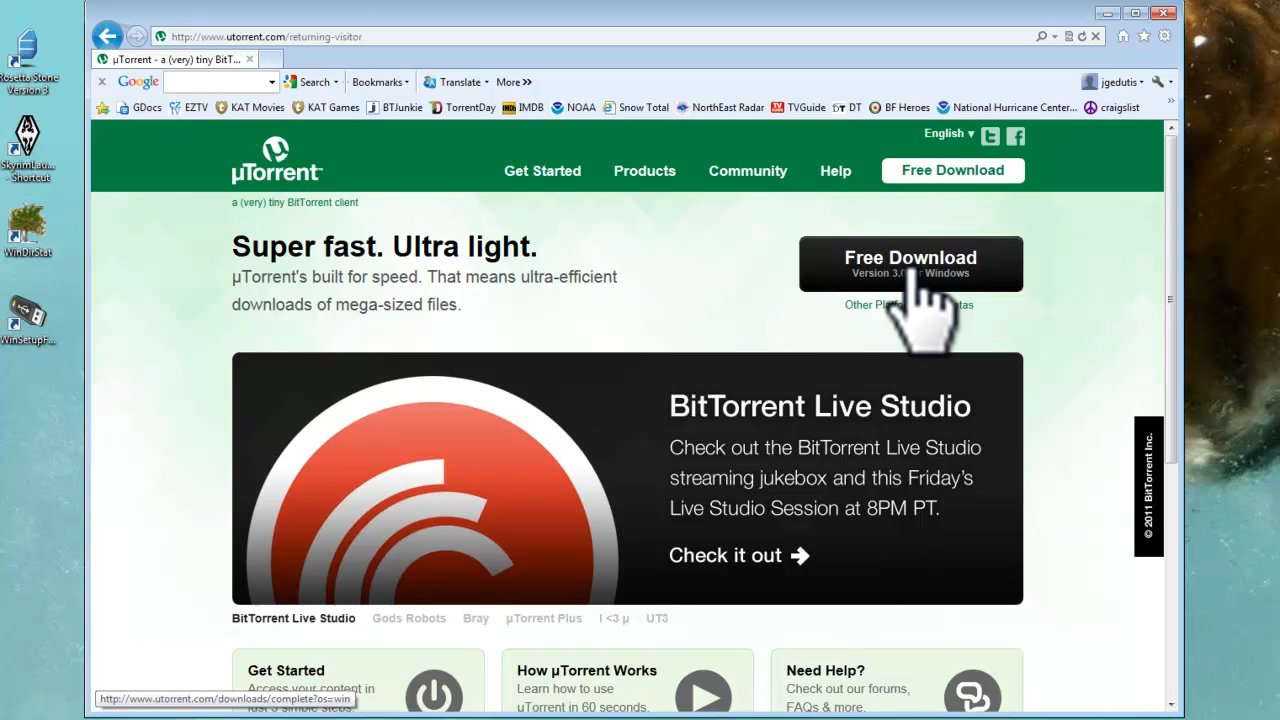 http://www.utorrent.com/returning-visitor
µTorrent - a (very) tiny BitT...
Google
Search
Bookmarks
Translate
More »
jgedutis
GDocs
EZTV
KAT Movies
KAT Games
BTJunkie
TorrentDay
IMDB
NOAA
Snow Total
NorthEast Radar
TVGuide
DT
BF Heroes
National Hurricane Center...
craigslist
Rosetta Stone
Version 3
SkyrimLau...
- Shortcut
WinDirStat
WinSetupF...
English
µTorrent
Get Started
Products
Community
Help
Free Download
a (very) tiny BitTorrent client
Super fast. Ultra light.
µTorrent's built for speed. That means ultra-efficient
downloads of mega-sized files.
Free Download
Version 3.0 Windows
Other
BitTorrent Live Studio
Check out the BitTorrent Live Studio
streaming jukebox and this Friday's
Live Studio Session at 8PM PT.
Check it out
© 2011 BitTorrent Inc.
BitTorrent Live Studio
Gods Robots
Bray
µTorrent Plus
I <3 µ
UT3
Get Started
Access your content in
How µTorrent Works
Learn how to use
µTorrent in 60 seconds.
Need Help?
Check out our forums,
FAQs & more.
http://www.utorrent.com/downloads/complete?os=win